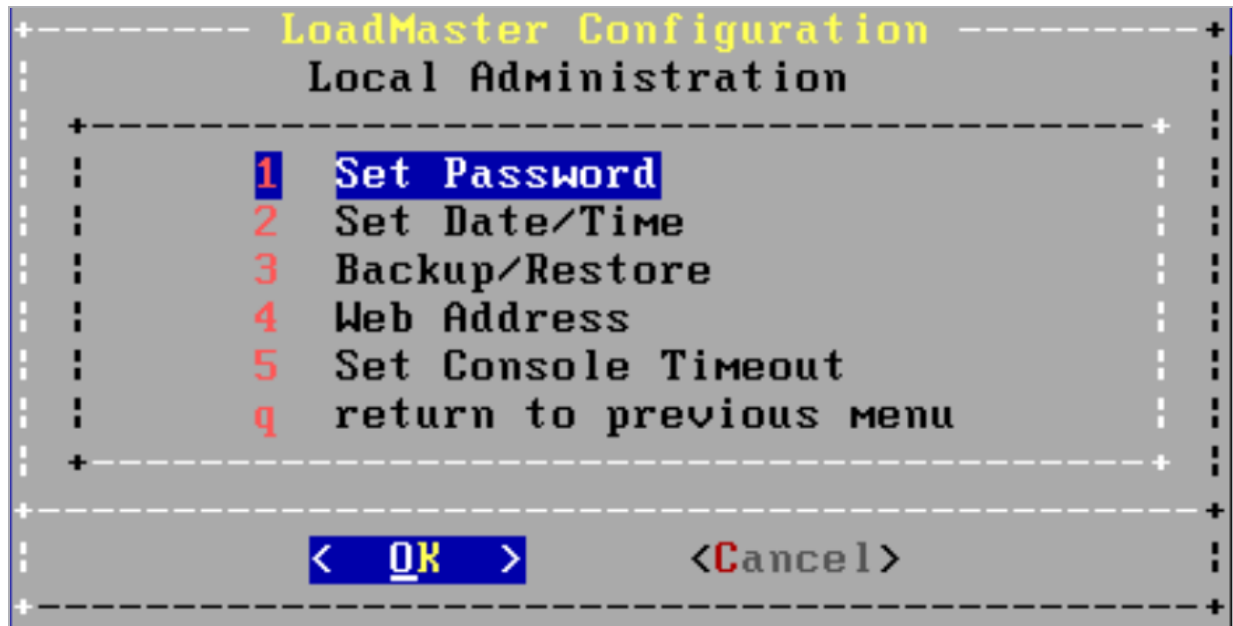 LoadMaster Configuration
Local Administration
1 Set Password
2 Set Date/Time
3 Backup/Restore
4 Web Address
5 Set Console Timeout
q return to previous menu
< OK > <Cancel>